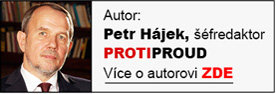 Autor:
Petr Hájek, šéfredaktor
PROTIPROUD
Více o autorovi ZDE